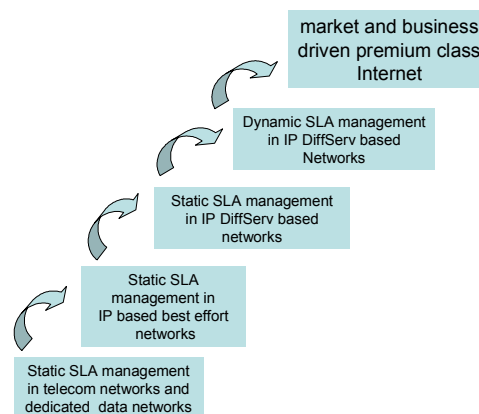 market and business
driven premium class
Internet
Dynamic SLA management
in IP DiffServ based
Networks
Static SLA management
in IP DiffServ based
networks
Static SLA
management in
IP based best effort
networks
Static SLA management
in telecom networks and
dedicated data networks